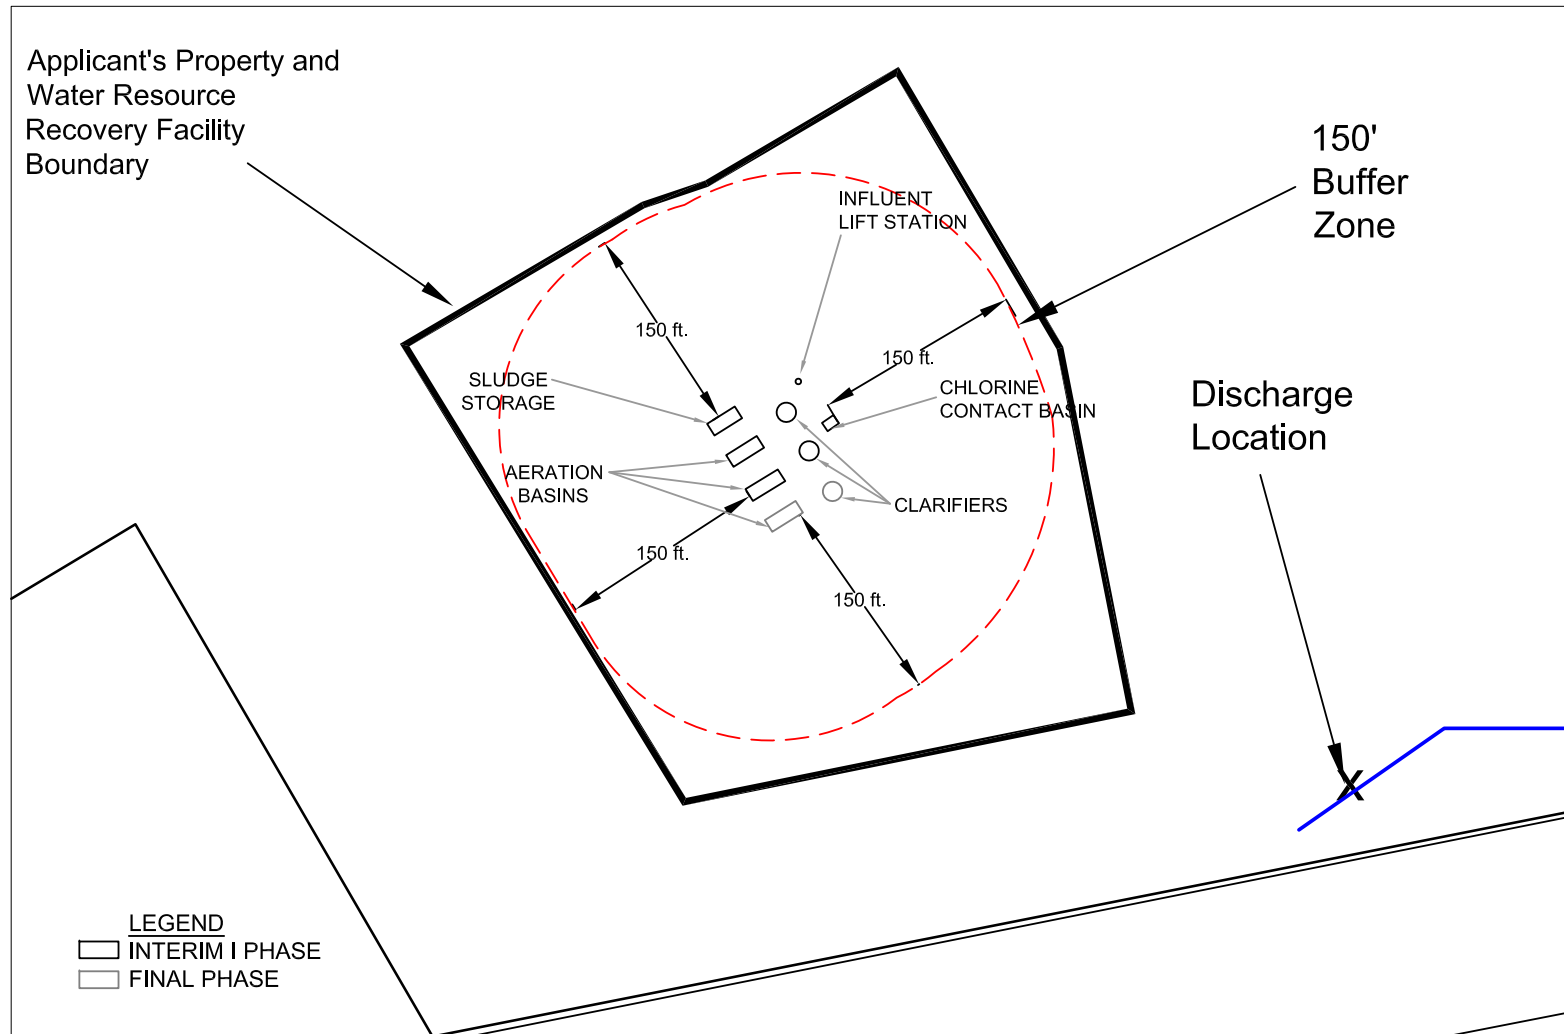 Applicant's Property and
Water Resource
Recovery Facility
Boundary
150'
Buffer
Zone
INFLUENT
LIFT STATION
150 ft.
150 ft.
SLUDGE
STORAGE
CHLORINE
CONTACT BASIN
Discharge
Location
AERATION
BASINS
CLARIFIERS
150 ft.
150 ft.
X
LEGEND
INTERIM I PHASE
FINAL PHASE